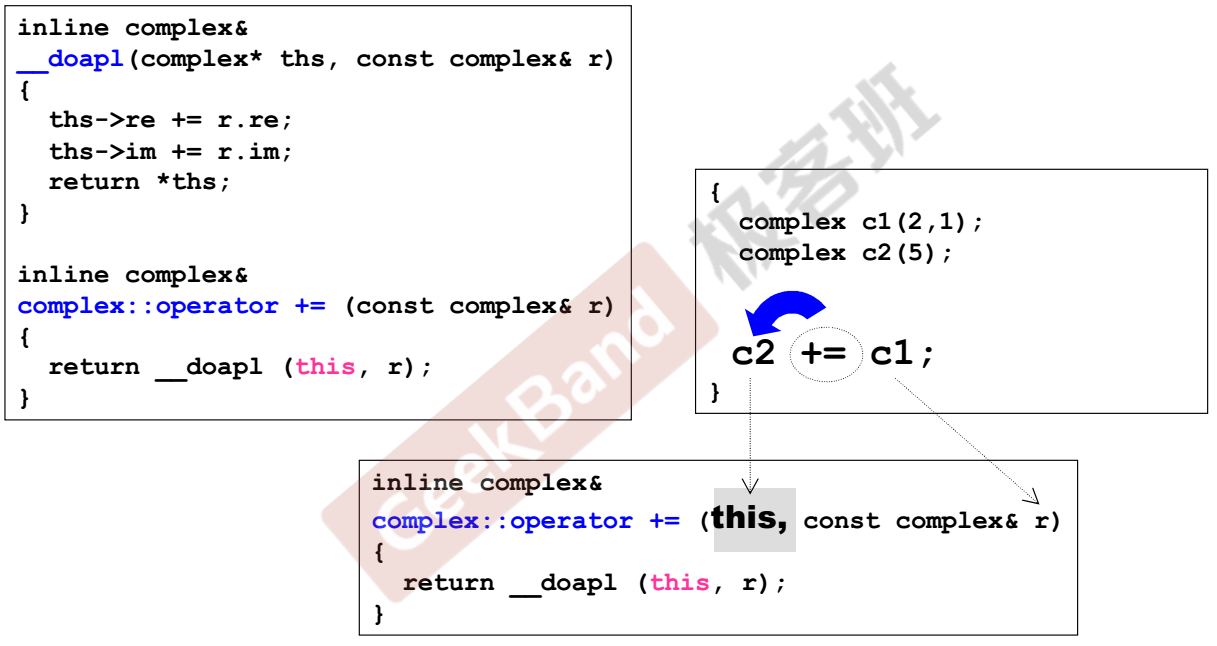 inline complex&
__doapl(complex* ths, const complex& r)
{
  ths->re += r.re;
  ths->im += r.im;
  return *ths;
}
inline complex&
complex::operator += (const complex& r)
{
  return __doapl (this, r);
}
{
  complex c1(2,1);
  complex c2(5);
  c2 += c1;
}
inline complex&
complex::operator += (this, const complex& r)
{
  return __doapl (this, r);
}
GeekBand 极客班